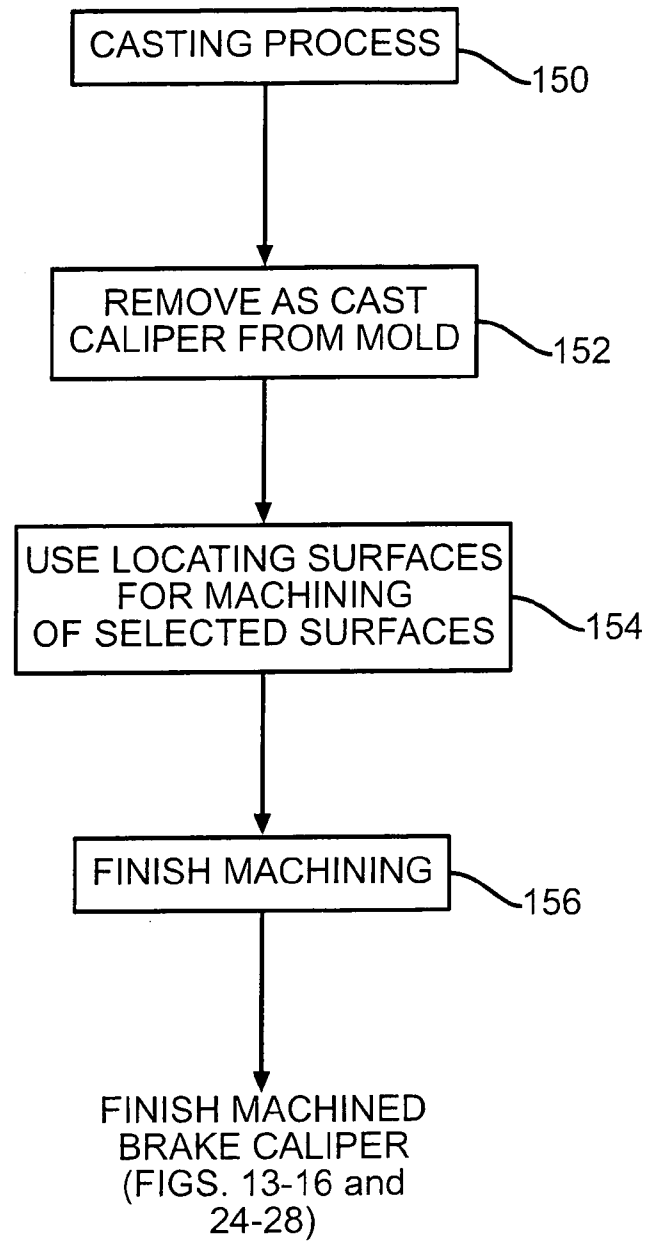 CASTING PROCESS
150
REMOVE AS CAST
CALIPER FROM MOLD
152
USE LOCATING SURFACES
FOR MACHINING
OF SELECTED SURFACES
154
FINISH MACHINING
156
FINISH MACHINED
BRAKE CALIPER
(FIGS. 13-16 and
24-28)